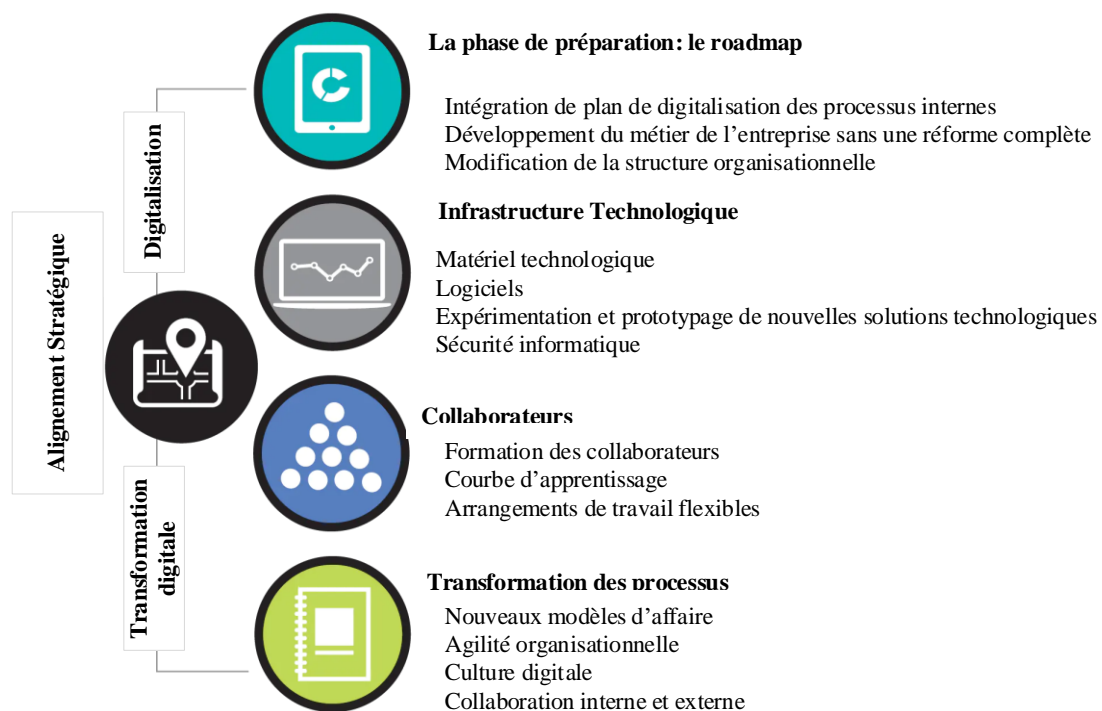 La phase de préparation: le roadmap
Intégration de plan de digitalisation des processus internes
Développement du métier de l’entreprise sans une réforme complète
Modification de la structure organisationnelle
Digitalisation
Alignement Stratégique
Infrastructure Technologique
Matériel technologique
Logiciels
Expérimentation et prototypage de nouvelles solutions technologiques
Sécurité informatique
Collaborateurs
Formation des collaborateurs
Courbe d’apprentissage
Arrangements de travail flexibles
Transformation
digitale
Transformation des processus
Nouveaux modèles d’affaire
Agilité organisationnelle
Culture digitale
Collaboration interne et externe